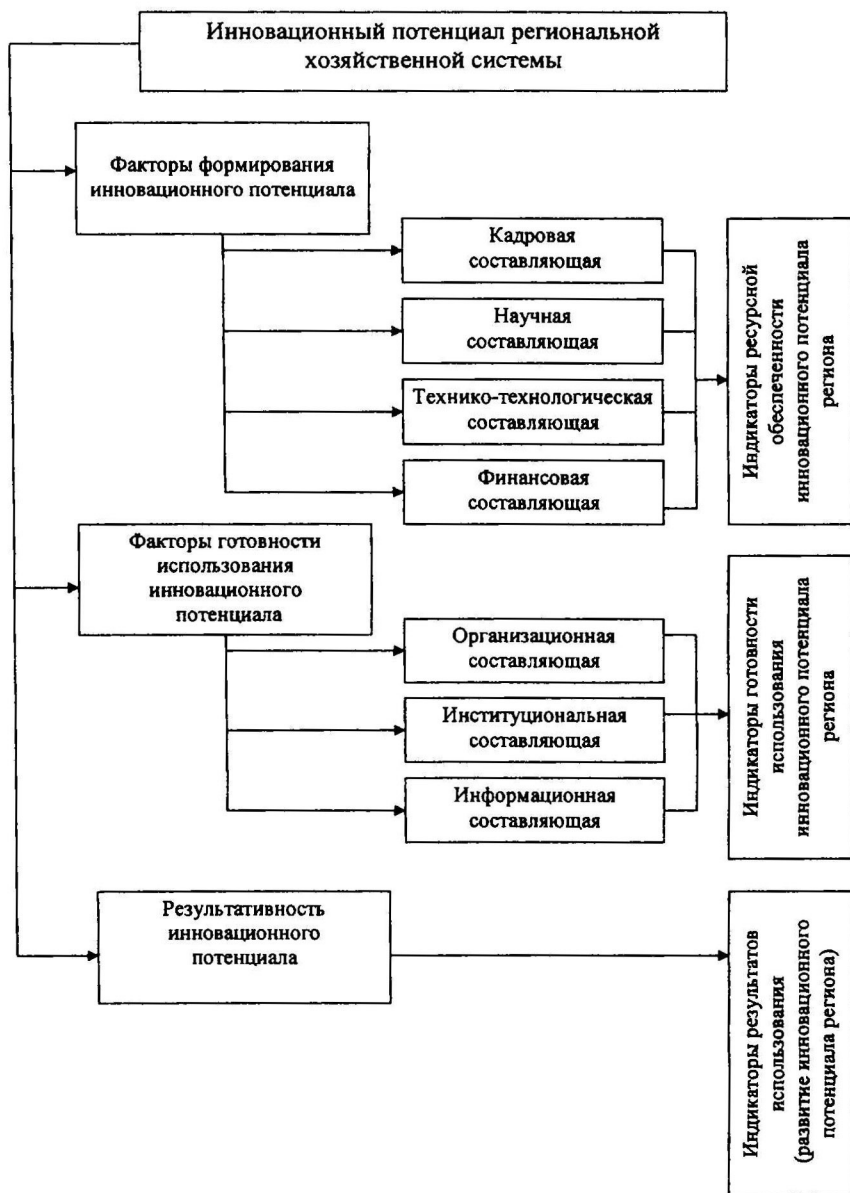 Инновационный потенциал региональной
хозяйственной системы
Факторы формирования
инновационного потенциала
Кадровая
составляющая
Научная
составляющая
Технико-технологическая
составляющая
Финансовая
составляющая
Индикаторы ресурсной
обеспеченности
инновационного потенциала
региона
Факторы готовности
использования
инновационного
потенциала
Организационная
составляющая
Институциональная
составляющая
Информационная
составляющая
Индикаторы готовности
использования
инновационного потенциала
региона
Результативность
инновационного
потенциала
Индикаторы результатов
использования
(развитие инновационного
потенциала региона)